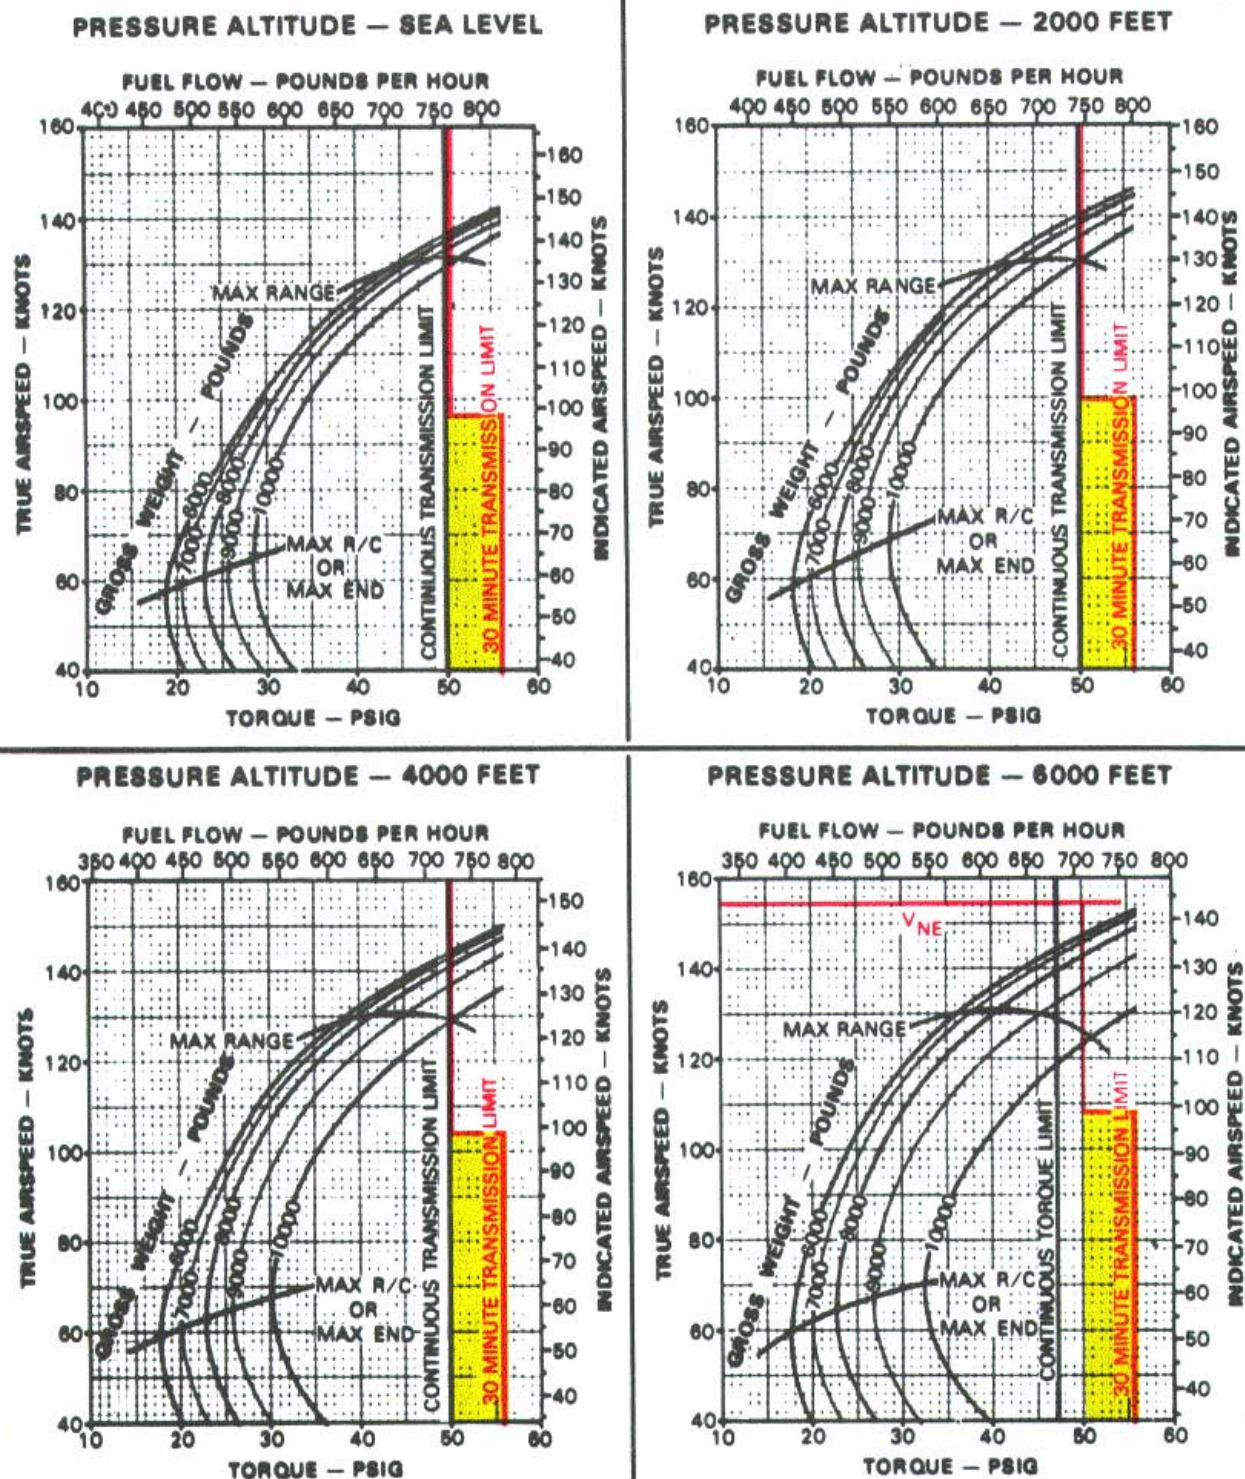 PRESSURE ALTITUDE — SEA LEVEL
FUEL FLOW — POUNDS PER HOUR
400 450 500 550 600 650 700 750 800
160
140
120
100
80
60
40
TRUE AIRSPEED — KNOTS
160
150
140
130
120
110
100
90
80
70
60
50
40
INDICATED AIRSPEED — KNOTS
MAX RANGE
GROSS WEIGHT — POUNDS
6000
7000
8000
9000
10000
MAX R/C
OR
MAX END
CONTINUOUS TRANSMISSION LIMIT
30 MINUTE TRANSMISSION LIMIT
10 20 30 40 50 60
TORQUE — PSIG
PRESSURE ALTITUDE — 2000 FEET
FUEL FLOW — POUNDS PER HOUR
400 450 500 550 600 650 700 750 800
160
140
120
100
80
60
40
TRUE AIRSPEED — KNOTS
160
150
140
130
120
110
100
90
80
70
60
50
40
INDICATED AIRSPEED — KNOTS
MAX RANGE
GROSS WEIGHT — POUNDS
6000
7000
8000
9000
10000
MAX R/C
OR
MAX END
CONTINUOUS TRANSMISSION LIMIT
30 MINUTE TRANSMISSION LIMIT
10 20 30 40 50 60
TORQUE — PSIG
PRESSURE ALTITUDE — 4000 FEET
FUEL FLOW — POUNDS PER HOUR
350 400 450 500 550 600 650 700 750 800
160
140
120
100
80
60
40
TRUE AIRSPEED — KNOTS
150
140
130
120
110
100
90
80
70
60
50
40
INDICATED AIRSPEED — KNOTS
MAX RANGE
GROSS WEIGHT — POUNDS
6000
7000
8000
9000
10000
MAX R/C
OR
MAX END
CONTINUOUS TRANSMISSION LIMIT
30 MINUTE TRANSMISSION LIMIT
10 20 30 40 50 60
TORQUE — PSIG
PRESSURE ALTITUDE — 6000 FEET
FUEL FLOW — POUNDS PER HOUR
350 400 450 500 550 600 650 700 750 800
160
140
120
100
80
60
40
TRUE AIRSPEED — KNOTS
140
130
120
110
100
90
80
70
60
50
40
INDICATED AIRSPEED — KNOTS
VNE
MAX RANGE
GROSS WEIGHT — POUNDS
6000
7000
8000
9000
10000
MAX R/C
OR
MAX END
CONTINUOUS TORQUE LIMIT
30 MINUTE TRANSMISSION LIMIT
10 20 30 40 50 60
TORQUE — PSIG